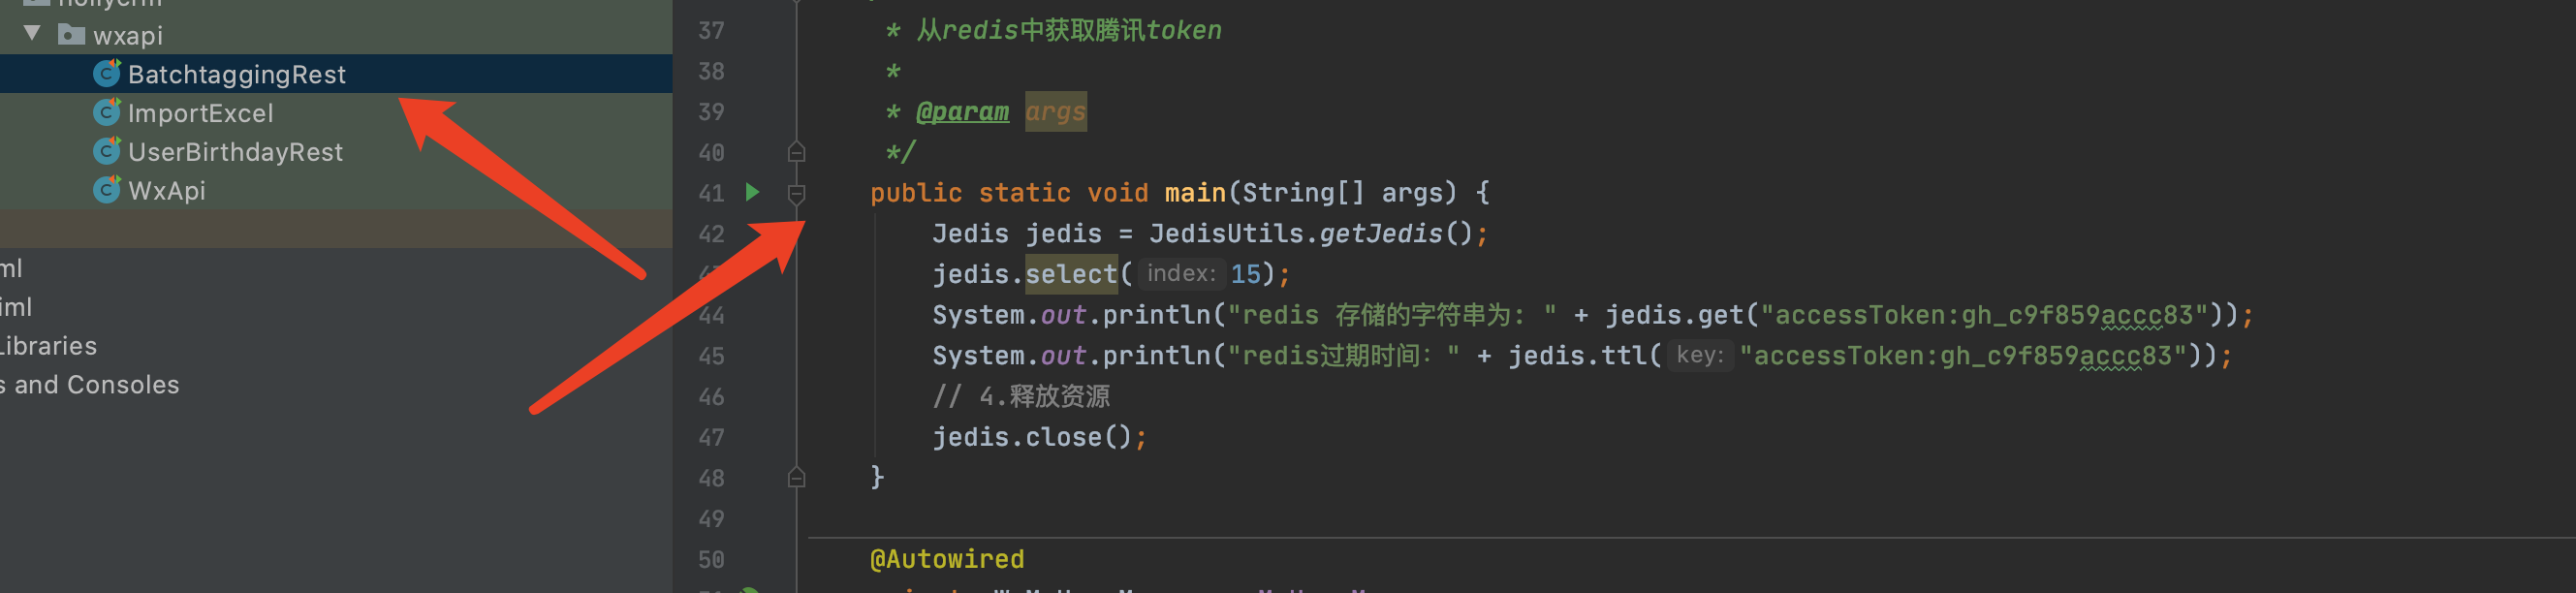 wxapi
BatchtaggingRest
ImportExcel
UserBirthdayRest
WxApi
ml
iml
Libraries
s and Consoles
37 * 从redis中获取腾讯token
38 *
39 * @param args
40 */
41 public static void main(String[] args) {
42 Jedis jedis = JedisUtils.getJedis();
jedis.select( index: 15);
44 System.out.println("redis 存储的字符串为: " + jedis.get("accessToken:gh_c9f859accc83"));
45 System.out.println("redis过期时间: " + jedis.ttl( key: "accessToken:gh_c9f859accc83"));
46 // 4.释放资源
47 jedis.close();
48 }
49
50 @Autowired